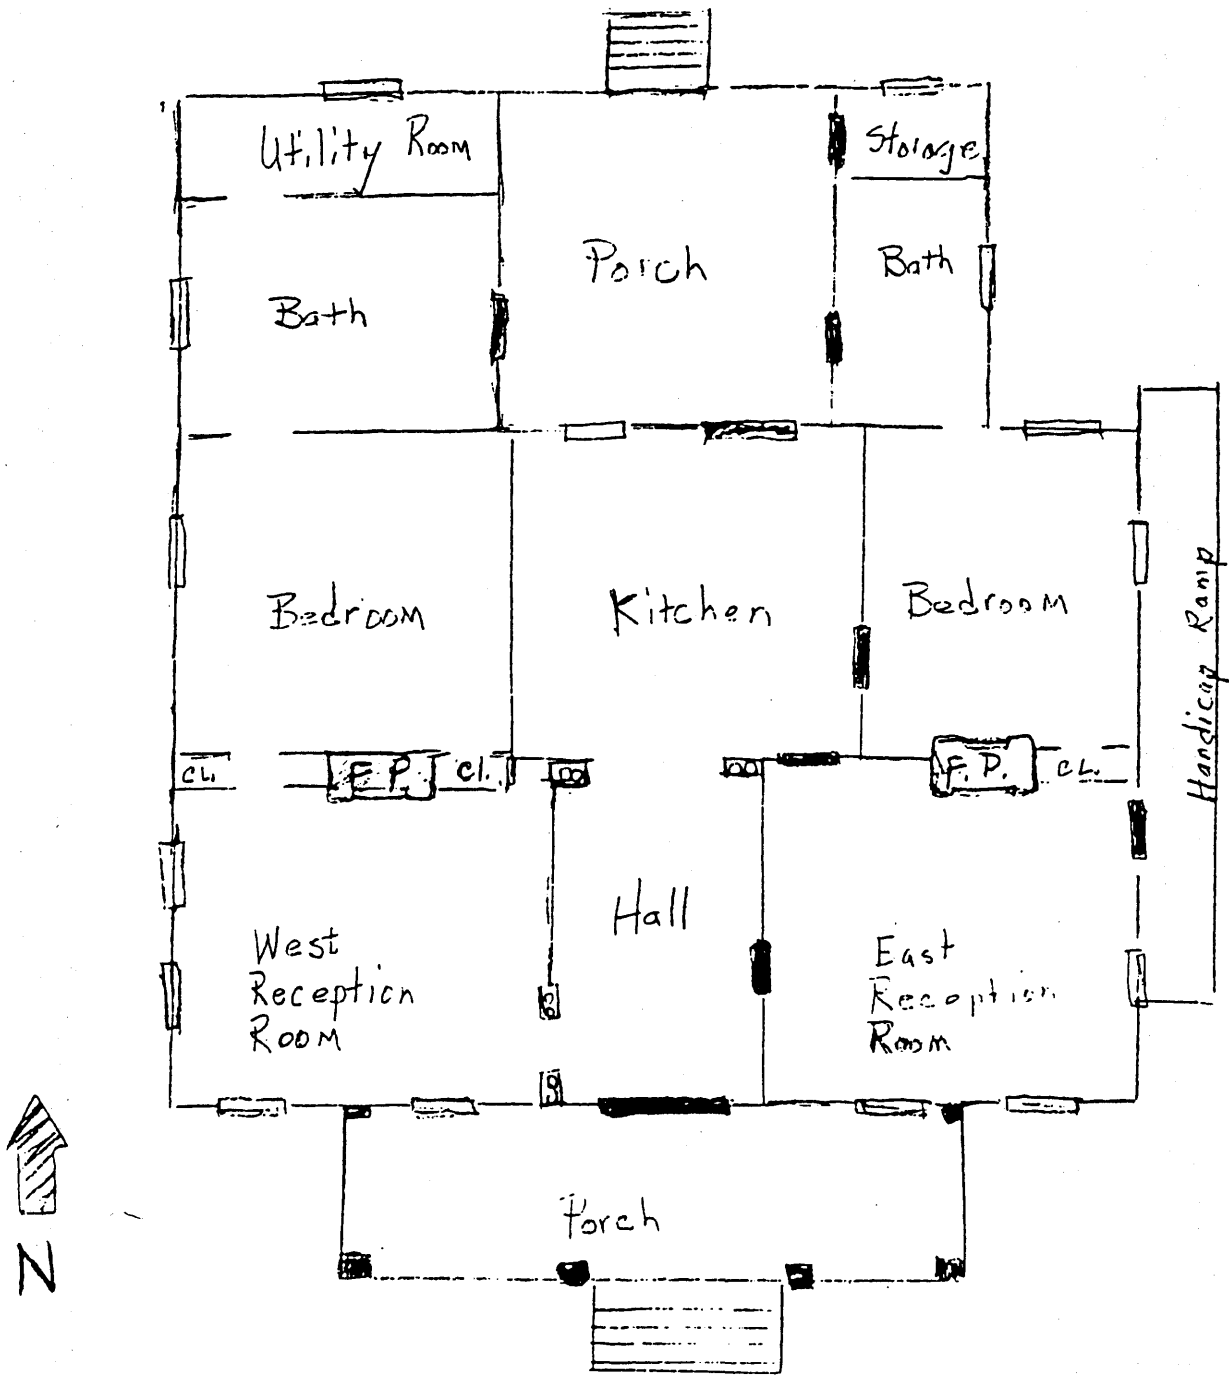 Utility Room
Storage
Porch
Bath
Bath
Bedroom
Kitchen
Bedroom
Handicap Ramp
CL.
F.P.
Cl.
F.P.
CL.
Hall
West
Reception
Room
East
Reception
Room
Porch
N